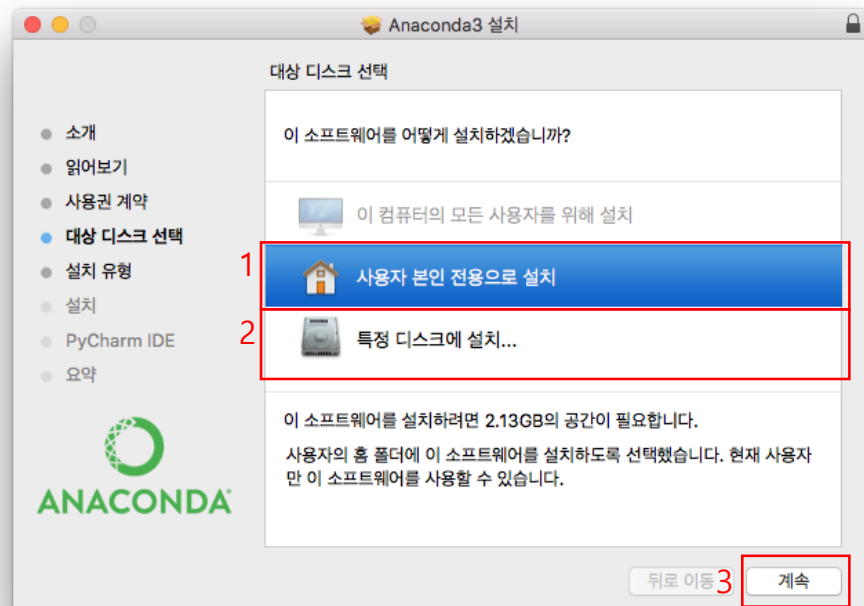 Anaconda3 설치
대상 디스크 선택
소개
읽어보기
사용권 계약
대상 디스크 선택
설치 유형
설치
PyCharm IDE
요약
ANACONDA
이 소프트웨어를 어떻게 설치하겠습니까?
이 컴퓨터의 모든 사용자를 위해 설치
1
사용자 본인 전용으로 설치
2
특정 디스크에 설치...
이 소프트웨어를 설치하려면 2.13GB의 공간이 필요합니다.
사용자의 홈 폴더에 이 소프트웨어를 설치하도록 선택했습니다. 현재 사용자
만 이 소프트웨어를 사용할 수 있습니다.
뒤로 이동
3
계속